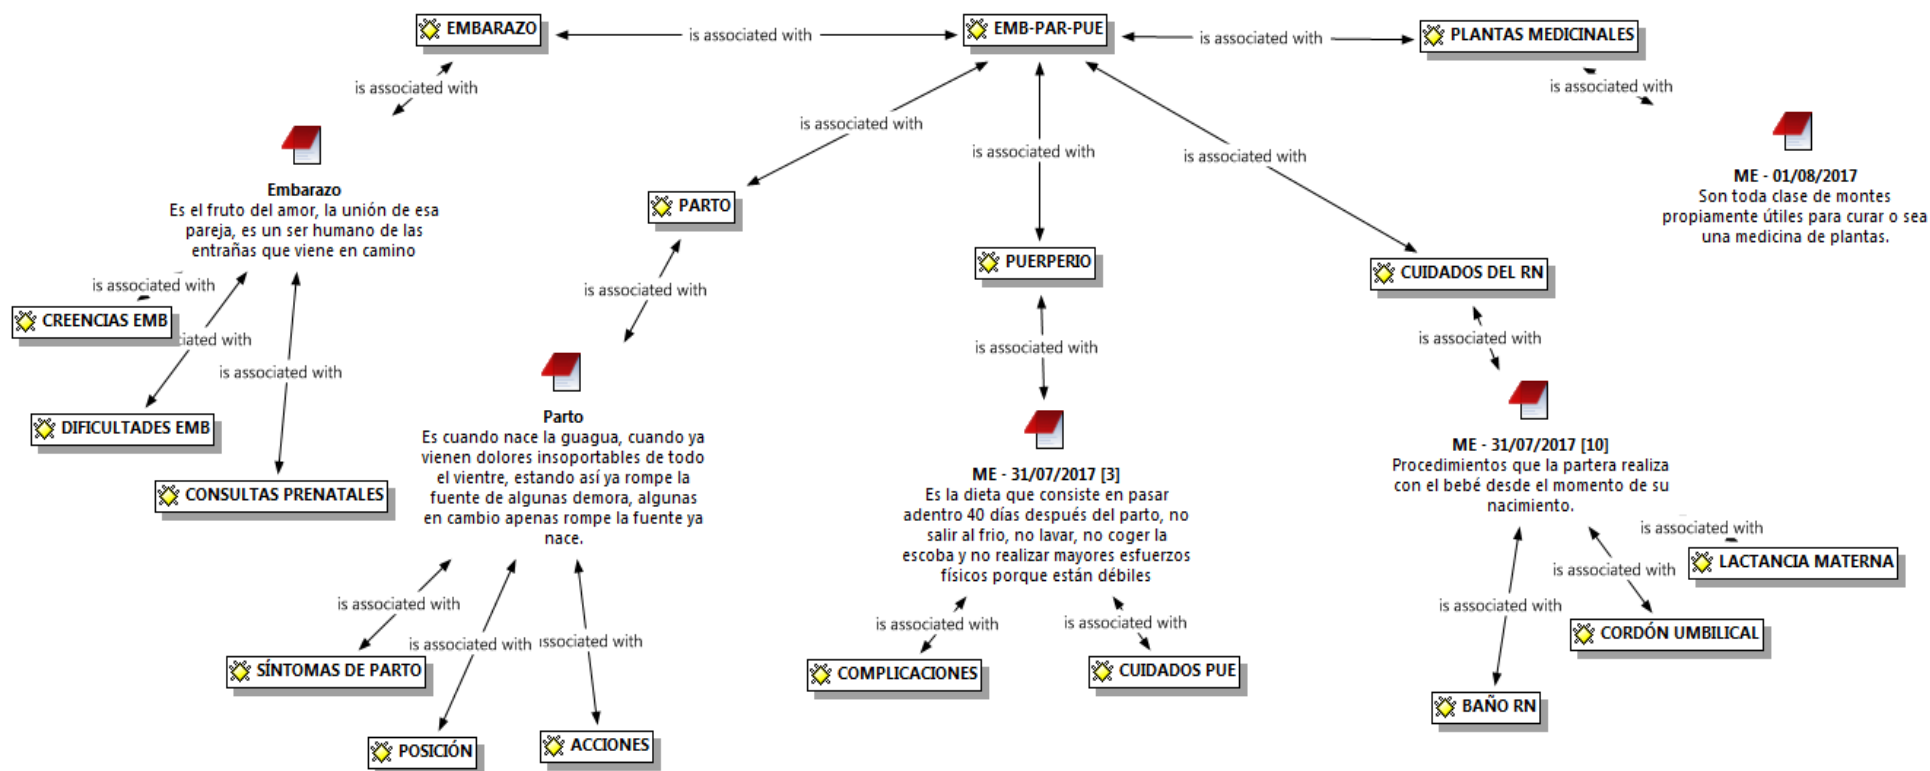 EMBARAZO
is associated with
EMB-PAR-PUE
is associated with
PLANTAS MEDICINALES
is associated with
is associated with
is associated with
is associated with
is associated with
Embarazo
Es el fruto del amor, la unión de esa
pareja, es un ser humano de las
entrañas que viene en camino
ME - 01/08/2017
Son toda clase de montes
propiamente útiles para curar o sea
una medicina de plantas.
PARTO
PUERPERIO
CUIDADOS DEL RN
is associated with
CREENCIAS EMB
with
is associated with
DIFICULTADES EMB
CONSULTAS PRENATALES
is associated with
Parto
Es cuando nace la guagua, cuando ya
vienen dolores insoportables de todo
el vientre, estando así ya rompe la
fuente de algunas demora, algunas
en cambio apenas rompe la fuente ya
nace.
is associated with
ME - 31/07/2017 [3]
Es la dieta que consiste en pasar
adentro 40 días después del parto, no
salir al frio, no lavar, no coger la
escoba y no realizar mayores esfuerzos
físicos porque están débiles
is associated with
ME - 31/07/2017 [10]
Procedimientos que la partera realiza
con el bebé desde el momento de su
nacimiento.
is associated with
is associated with
associated with
SÍNTOMAS DE PARTO
POSICIÓN
ACCIONES
is associated with
is associated with
COMPLICACIONES
CUIDADOS PUE
is associated with
LACTANCIA MATERNA
is associated with
is associated with
CORDÓN UMBILICAL
BAÑO RN